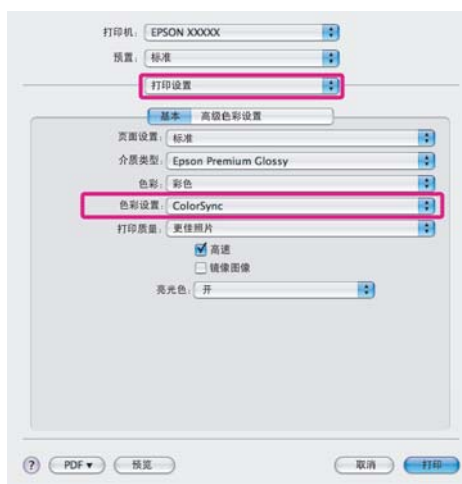 打印机: EPSON XXXXX
预置: 标准
打印设置
基本 高级色彩设置
页面设置: 标准
介质类型: Epson Premium Glossy
色彩: 彩色
色彩设置: ColorSync
打印质量: 更佳照片
高速
镜像图像
亮光色: 开
? PDF 预览 取消 打印